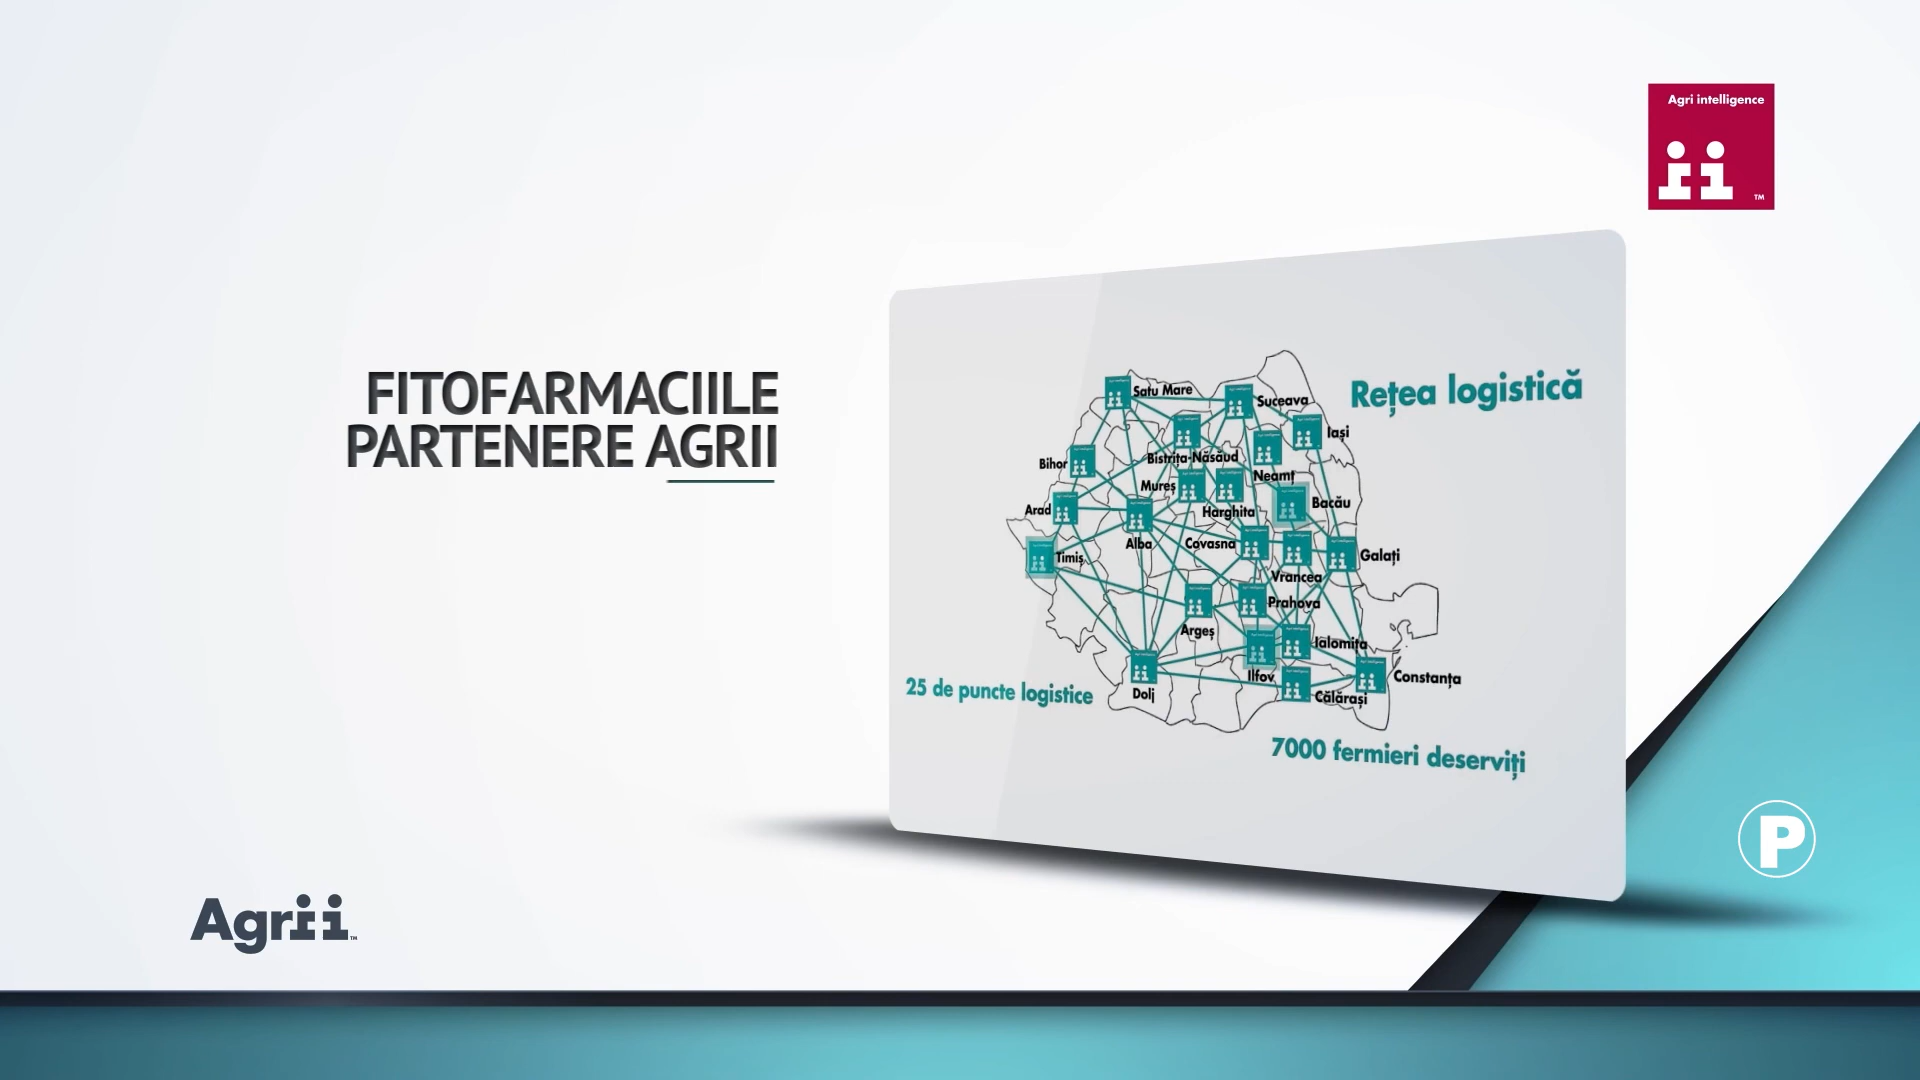 Agri intelligence
TM
FITOFARMACIILE
PARTENERE AGRII
Rețea logistică
Satu Mare
Suceava
Iași
Bihor
Bistrița-Năsăud
Neamț
Mureș
Arad
Harghita
Bacău
Alba
Covasna
Timiș
Galați
Vrancea
Prahova
Argeș
Ialomița
Ilfov
Constanța
Dolj
Călărași
25 de puncte logistice
7000 fermieri deserviți
P
Agrii™